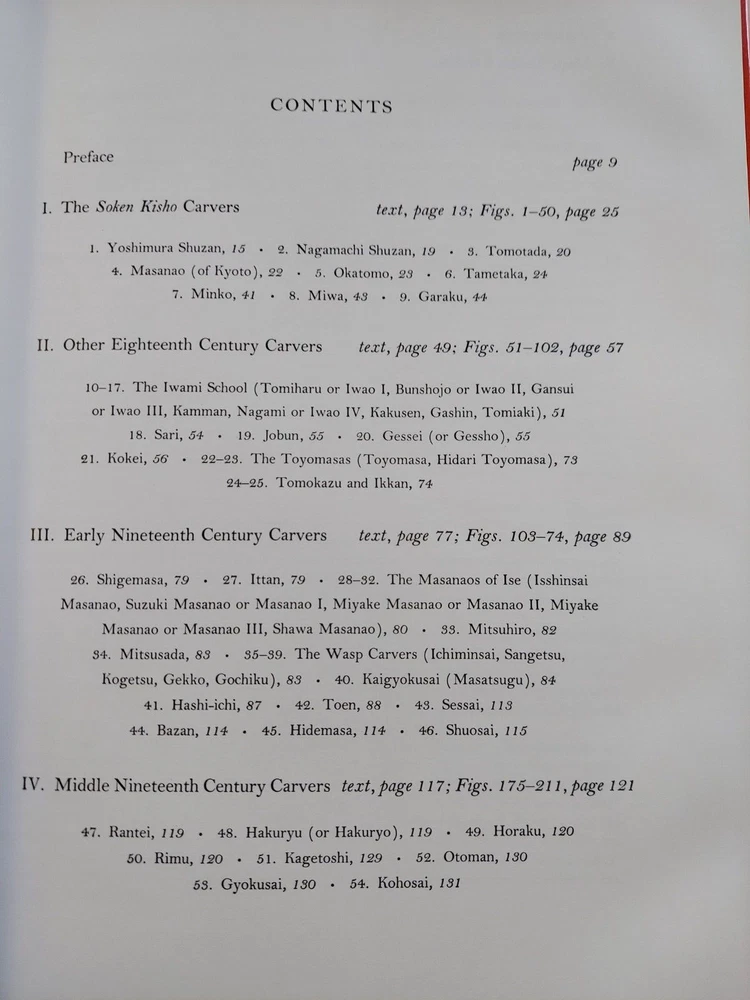 CONTENTS
Preface page 9
I. The Soken Kisho Carvers text, page 13; Figs. 1–50, page 25
1. Yoshimura Shuzan, 15 • 2. Nagamachi Shuzan, 19 • 3. Tomotada, 20
4. Masanao (of Kyoto), 22 • 5. Okatomo, 23 • 6. Tametaka, 24
7. Minko, 41 • 8. Miwa, 43 • 9. Garaku, 44
II. Other Eighteenth Century Carvers text, page 49; Figs. 51–102, page 57
10–17. The Iwami School (Tomiharu or Iwao I, Bunshojo or Iwao II, Gansui
or Iwao III, Kamman, Nagami or Iwao IV, Kakusen, Gashin, Tomiaki), 51
18. Sari, 54 • 19. Jobun, 55 • 20. Gessei (or Gessho), 55
21. Kokei, 56 • 22–23. The Toyomasas (Toyomasa, Hidari Toyomasa), 73
24–25. Tomokazu and Ikkan, 74
III. Early Nineteenth Century Carvers text, page 77; Figs. 103–74, page 89
26. Shigemasa, 79 • 27. Ittan, 79 • 28–32. The Masanaos of Ise (Isshinsai
Masanao, Suzuki Masanao or Masanao I, Miyake Masanao or Masanao II, Miyake
Masanao or Masanao III, Shawa Masanao), 80 • 33. Mitsuhiro, 82
34. Mitsusada, 83 • 35–39. The Wasp Carvers (Ichiminsai, Sangetsu,
Kogetsu, Gekko, Gochiku), 83 • 40. Kaigyokusai (Masatsugu), 84
41. Hashi-ichi, 87 • 42. Toen, 88 • 43. Sessai, 113
44. Bazan, 114 • 45. Hidemasa, 114 • 46. Shuosai, 115
IV. Middle Nineteenth Century Carvers text, page 117; Figs. 175–211, page 121
47. Rantei, 119 • 48. Hakuryu (or Hakuryo), 119 • 49. Horaku, 120
50. Rimu, 120 • 51. Kagetoshi, 129 • 52. Otoman, 130
53. Gyokusai, 130 • 54. Kohosai, 131